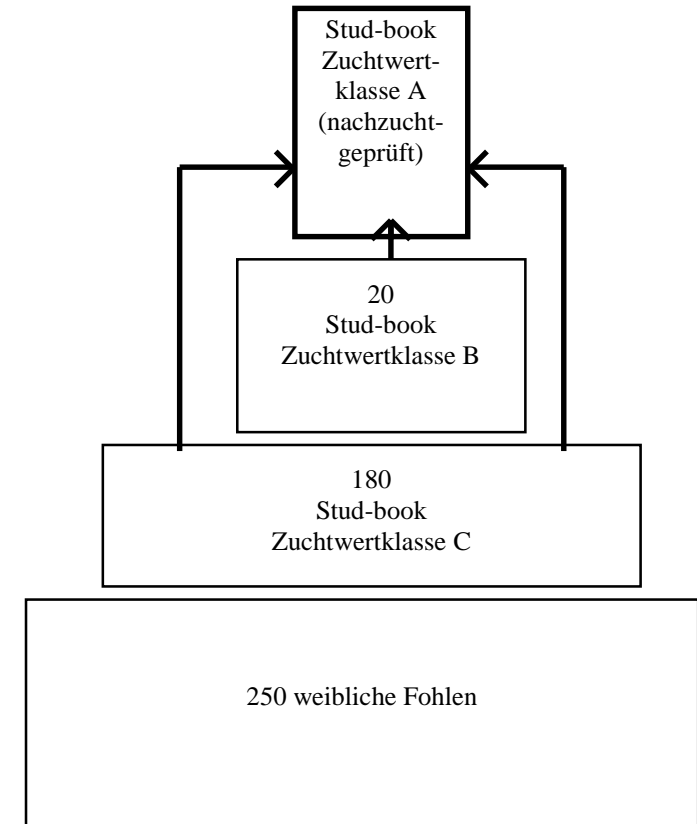 Stud-book
Zuchtwert-
klasse A
(nachzucht-
geprüft)
20
Stud-book
Zuchtwertklasse B
180
Stud-book
Zuchtwertklasse C
250 weibliche Fohlen